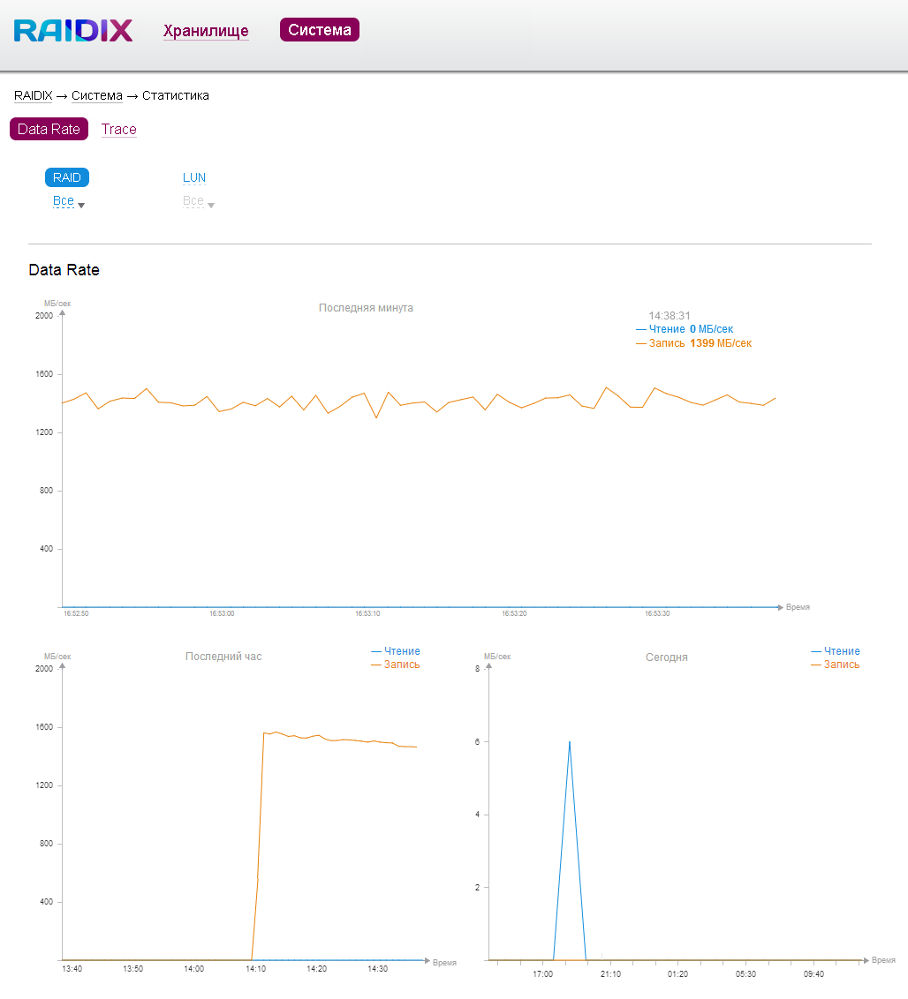 RAIDIX Хранилище Система
RAIDIX → Система → Статистика
Data Rate Trace
RAID LUN
Все Все
Data Rate
МБ/сек Последняя минута
14:38:31
— Чтение 0 МБ/сек
— Запись 1399 МБ/сек
2000
1600
1200
800
400
16:52:50 16:53:00 16:53:10 16:53:20 16:53:30 Время
МБ/сек Последний час
— Чтение
— Запись
2000
1600
1200
800
400
13:40 13:50 14:00 14:10 14:20 14:30 Время
МБ/сек Сегодня
— Чтение
— Запись
8
6
4
2
17:00 21:10 01:20 05:30 09:40 Время